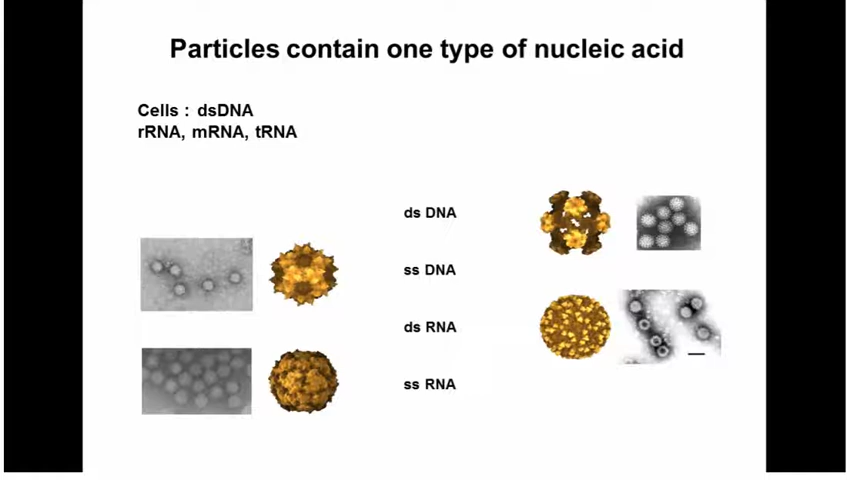 Particles contain one type of nucleic acid
Cells : dsDNA
rRNA, mRNA, tRNA
ds DNA
ss DNA
ds RNA
ss RNA